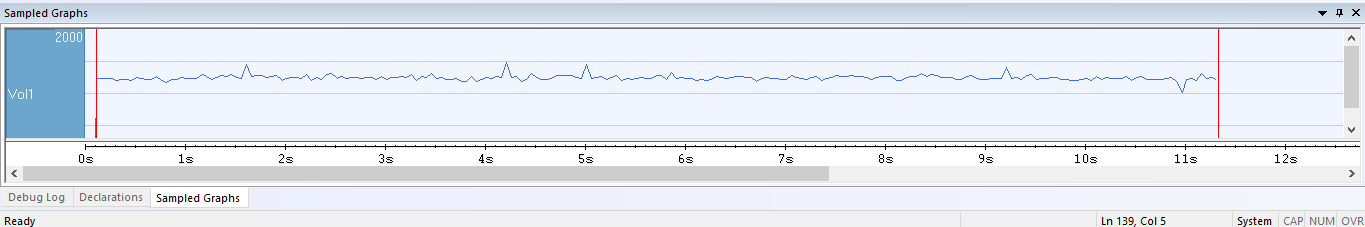 Sampled Graphs
2000
Vol1
0s 1s 2s 3s 4s 5s 6s 7s 8s 9s 10s 11s 12s
Debug Log Declarations Sampled Graphs
Ready Ln 139, Col 5 System CAP NUM OVR